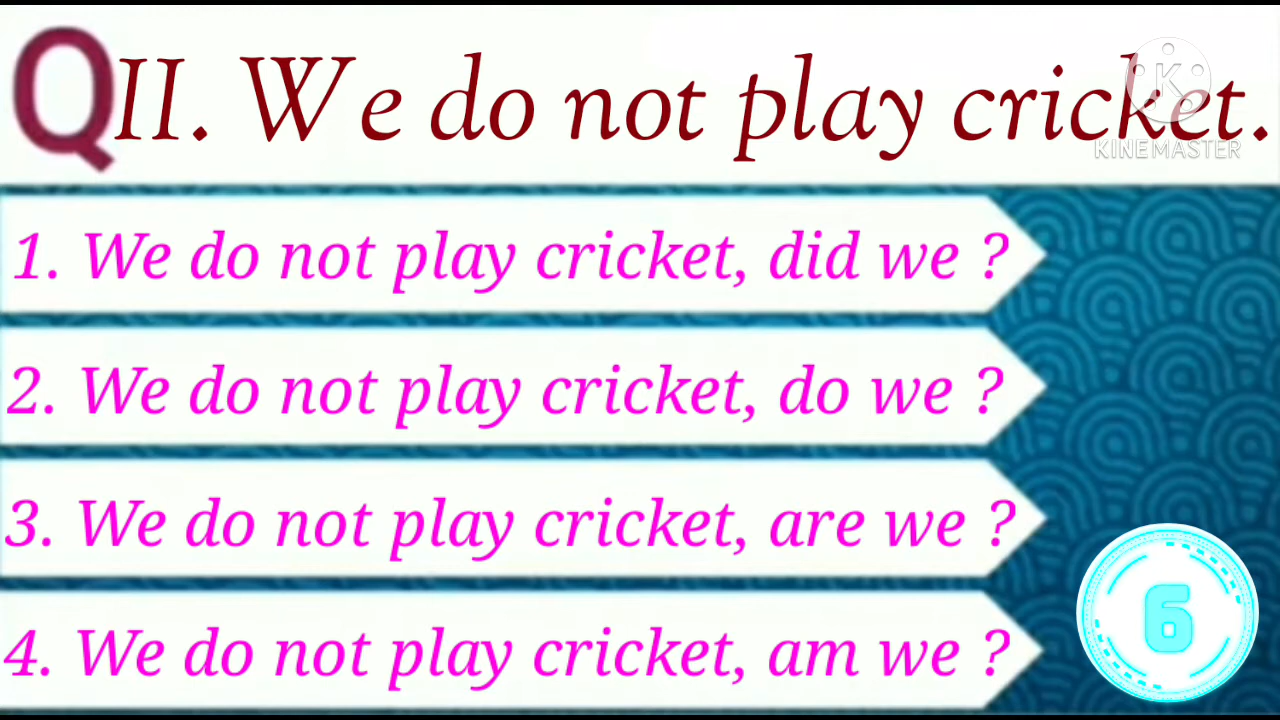 QII. We do not play cricket.
KINEMASTER
1. We do not play cricket, did we ?
2. We do not play cricket, do we ?
3. We do not play cricket, are we ?
4. We do not play cricket, am we ?
6